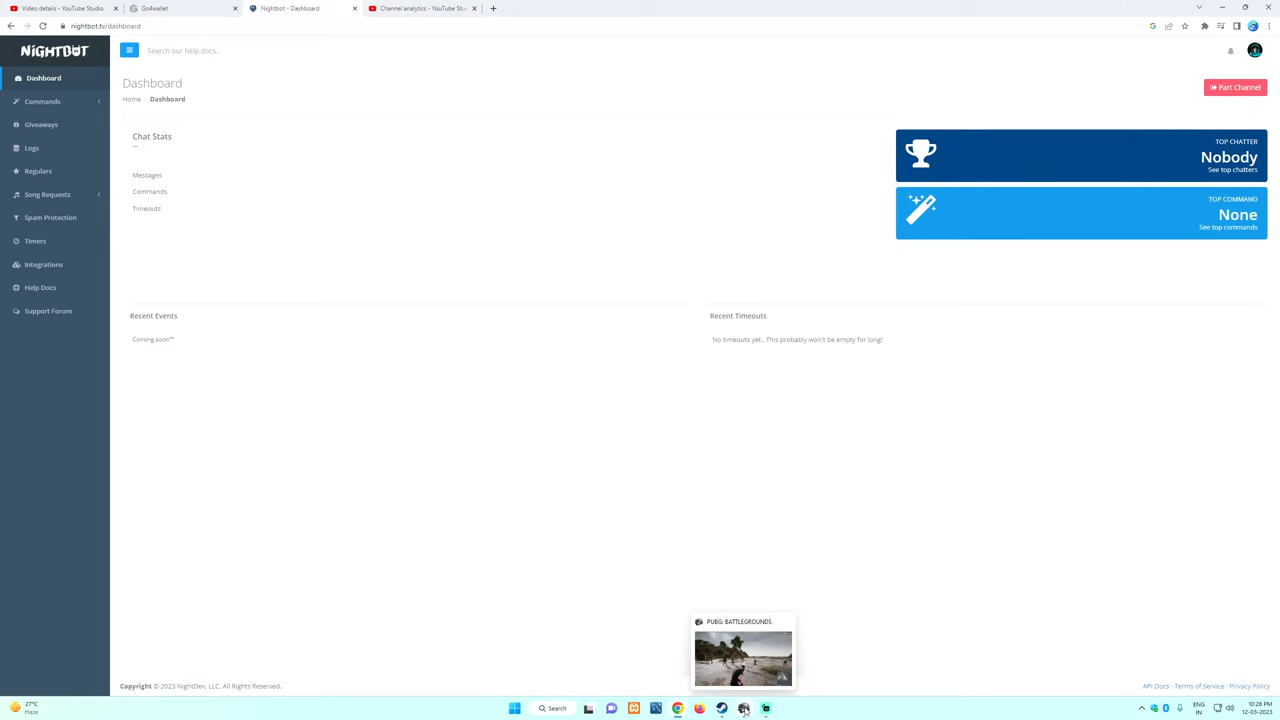 Video details - YouTube Studio
Go4wallet
Nightbot - Dashboard
Channel analytics - YouTube Stu
nightbot.tv/dashboard
NIGHTBOT
Search our help docs..
Dashboard
Commands
Giveaways
Logs
Regulars
Song Requests
Spam Protection
Timers
Integrations
Help Docs
Support Forum
Dashboard
Home / Dashboard
Part Channel
Chat Stats
Messages
Commands
Timeouts
TOP CHATTER
Nobody
See top chatters
TOP COMMAND
None
See top commands
Recent Events
Coming soon™
Recent Timeouts
No timeouts yet.. This probably won't be empty for long!
PUBG: BATTLEGROUNDS
Copyright © 2023 NightDev, LLC. All Rights Reserved.
API Docs · Terms of Service · Privacy Policy
27°C
Haze
Search
ENG
IN
10:28 PM
12-03-2023